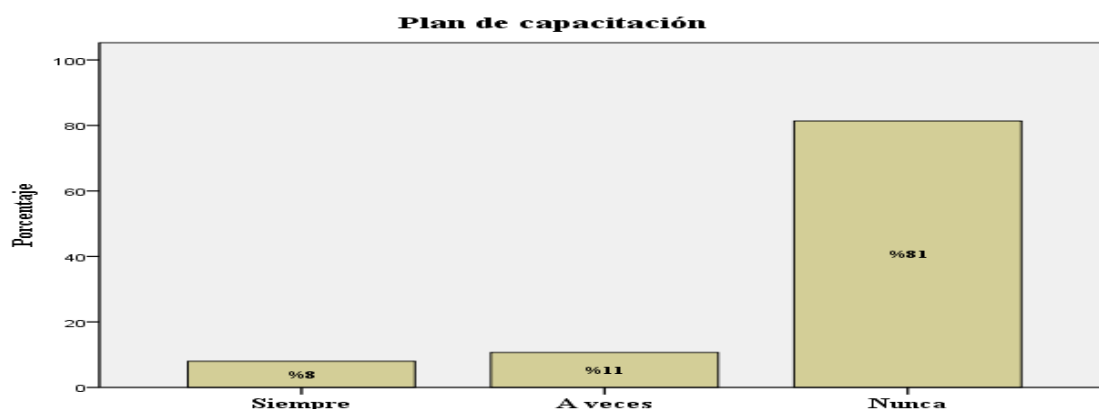 Plan de capacitación
Porcentaje
100
80
60
40
20
0
%8
%11
%81
Siempre
A veces
Nunca